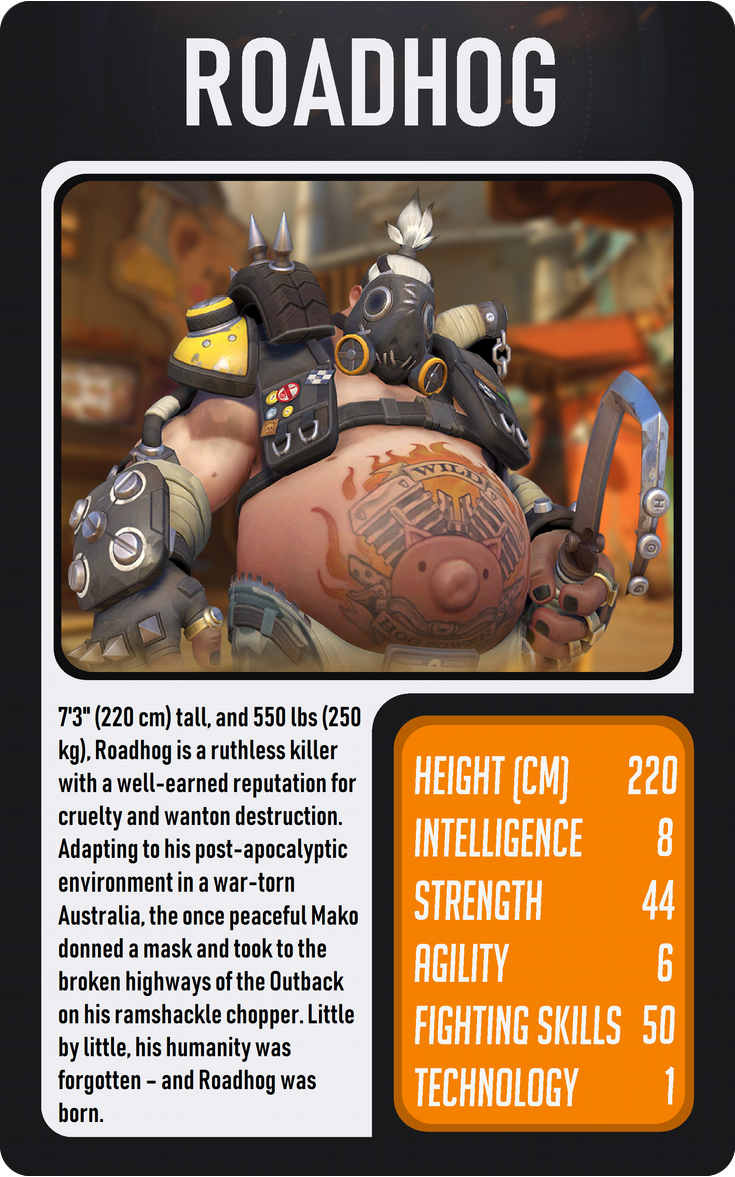 ROADHOG
WILD
HOG POWER
H
O
G
7'3" (220 cm) tall, and 550 lbs (250
kg), Roadhog is a ruthless killer
with a well-earned reputation for
cruelty and wanton destruction.
Adapting to his post-apocalyptic
environment in a war-torn
Australia, the once peaceful Mako
donned a mask and took to the
broken highways of the Outback
on his ramshackle chopper. Little
by little, his humanity was
forgotten – and Roadhog was
born.
HEIGHT (CM) 220
INTELLIGENCE 8
STRENGTH 44
AGILITY 6
FIGHTING SKILLS 50
TECHNOLOGY 1